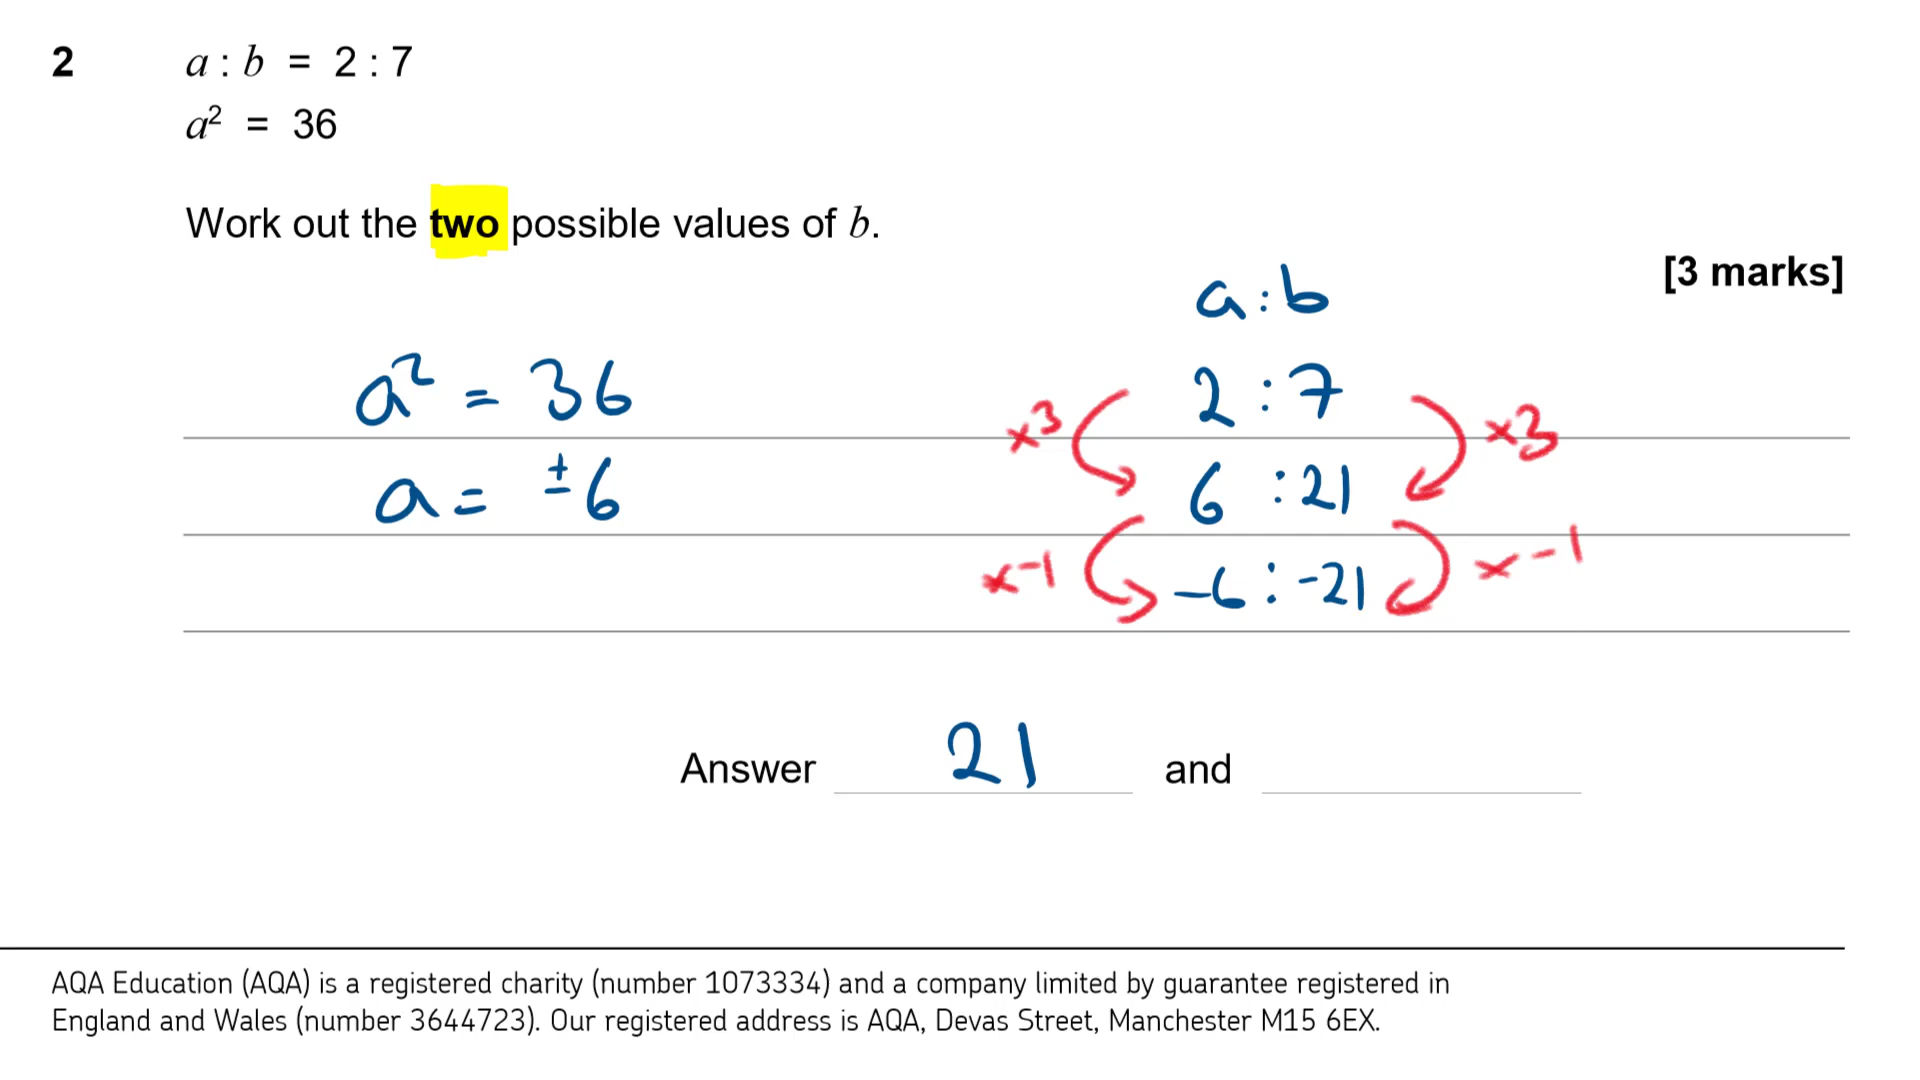 2 a : b = 2 : 7
a² = 36
Work out the two possible values of b.
[3 marks]
a² = 36
a = ±6
a : b
2 : 7
×3 ×3
6 : 21
×-1 ×-1
-6 : -21
Answer 21 and
AQA Education (AQA) is a registered charity (number 1073334) and a company limited by guarantee registered in
England and Wales (number 3644723). Our registered address is AQA, Devas Street, Manchester M15 6EX.